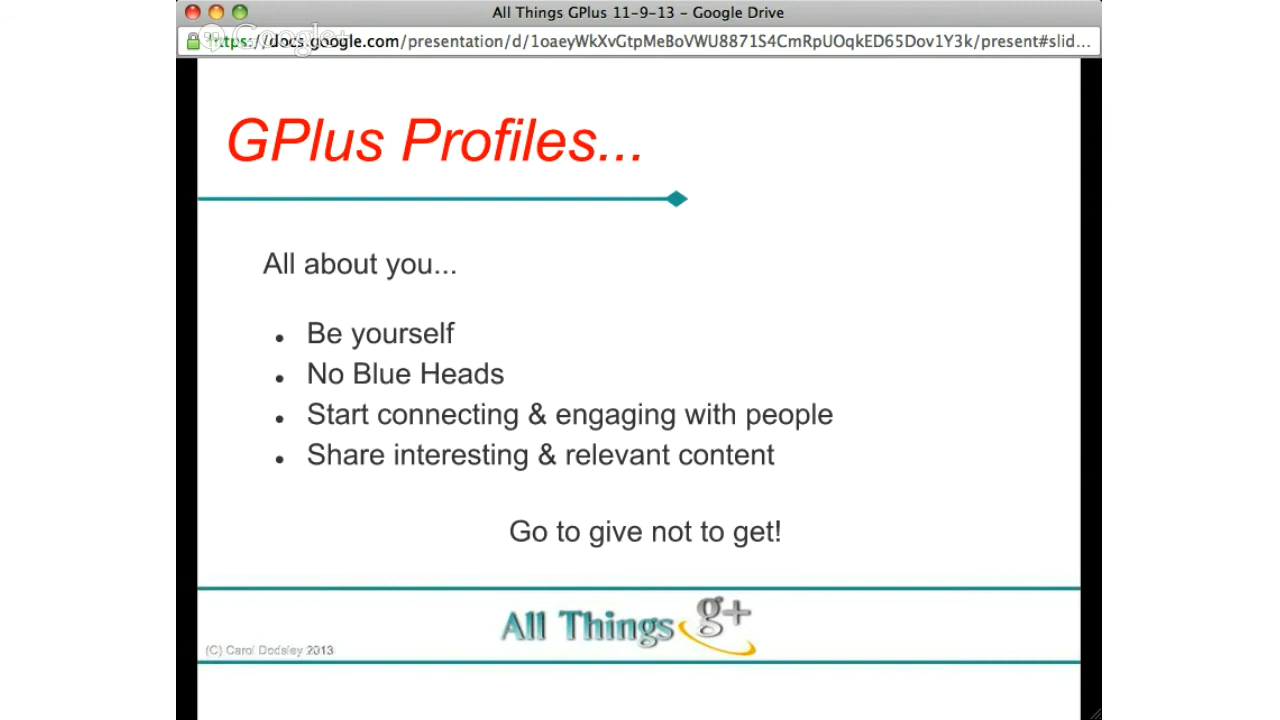 All Things GPlus 11-9-13 – Google Drive
Google+
https://docs.google.com/presentation/d/1oaeyWkXvGtpMeBoVWU8871S4CmRpUOqkED65Dov1Y3k/present#slid...
GPlus Profiles...
All about you...
• Be yourself
• No Blue Heads
• Start connecting & engaging with people
• Share interesting & relevant content
Go to give not to get!
All Things g+
(C) Carol Dodsley 2013